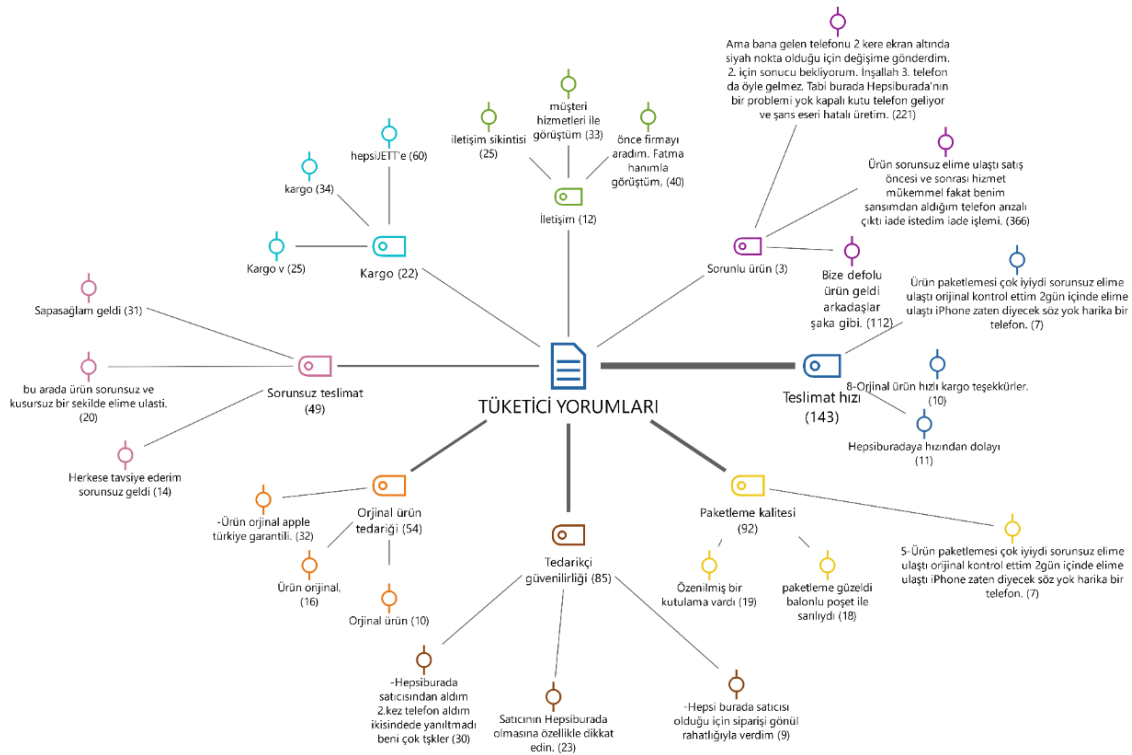 Ama bana gelen telefonu 2 kere ekran altında
siyah nokta olduğu için değişime gönderdim.
2. için sonucu bekliyorum. İnşallah 3. telefon
da öyle gelmez. Tabi burada Hepsiburada'nın
bir problemi yok kapalı kutu telefon geliyor
ve şans eseri hatalı üretim. (221)
müşteri
hizmetleri ile
görüştüm (33)
iletişim sikintisi
(25)
önce firmayı
aradım. Fatma
hanımla
görüştüm, (40)
İletişim (12)
hepsiJETT'e (60)
kargo (34)
Kargo v (25)
Kargo (22)
Ürün sorunsuz elime ulaştı satış
öncesi ve sonrası hizmet
mükemmel fakat benim
sansımdan aldığım telefon arızalı
çıktı iade istedim iade işlemi. (366)
Sorunlu ürün (3)
Bize defolu
ürün geldi
arkadaşlar
şaka gibi. (112)
Ürün paketlemesi çok iyiydi sorunsuz elime
ulaştı orijinal kontrol ettim 2gün içinde elime
ulaştı iPhone zaten diyecek söz yok harika bir
telefon. (7)
Sapasağlam geldi (31)
bu arada ürün sorunsuz ve
kusursuz bir sekilde elime ulasti.
(20)
Sorunsuz teslimat
(49)
Herkese tavsiye ederim
sorunsuz geldi (14)
TÜKETİCİ YORUMLARI
Teslimat hızı
(143)
8-Orjinal ürün hızlı kargo teşekkürler.
(10)
Hepsiburadaya hızından dolayı
(11)
-Ürün orjinal apple
türkiye garantili. (32)
Orjinal ürün
tedariği (54)
Ürün orijinal,
(16)
Orjinal ürün (10)
Tedarikçi
güvenilirliği (85)
Paketleme kalitesi
(92)
Özenilmiş bir
kutulama vardı (19)
paketleme güzeldi
balonlu poşet ile
sarılıydı (18)
5-Ürün paketlemesi çok iyiydi sorunsuz elime
ulaştı orijinal kontrol ettim 2gün içinde elime
ulaştı iPhone zaten diyecek söz yok harika bir
telefon. (7)
-Hepsiburada
satıcısından aldım
2.kez telefon aldım
ikisindede yanıltmadı
beni çok tşkler (30)
Satıcının Hepsiburada
olmasına özellikle dikkat
edin. (23)
-Hepsi burada satıcısı
olduğu için siparişi gönül
rahatlığıyla verdim (9)